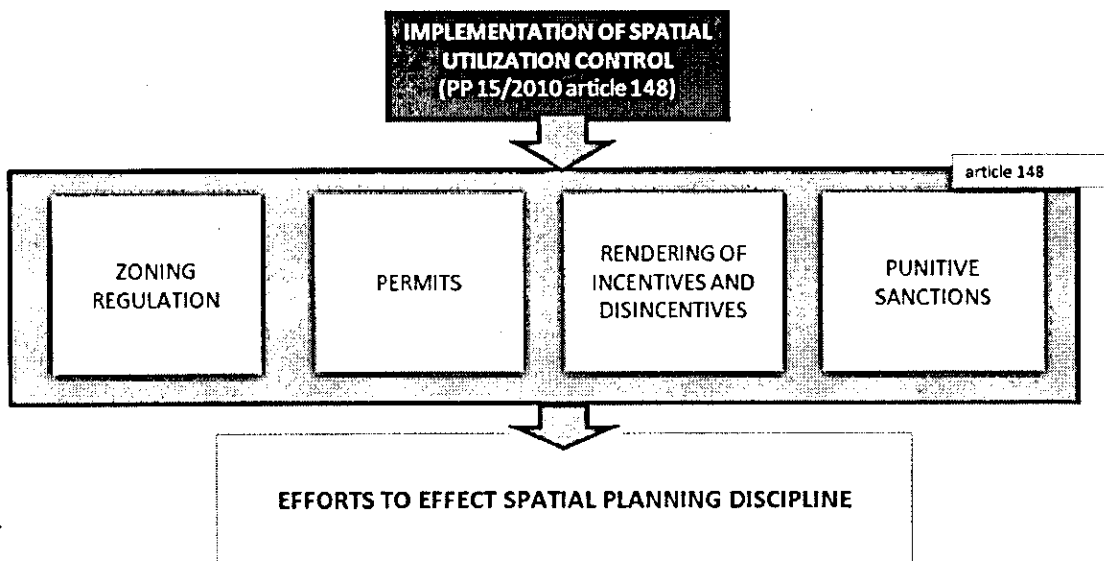 IMPLEMENTATION OF SPATIAL
UTILIZATION CONTROL
(PP 15/2010 article 148)
article 148
ZONING
REGULATION
PERMITS
RENDERING OF
INCENTIVES AND
DISINCENTIVES
PUNITIVE
SANCTIONS
EFFORTS TO EFFECT SPATIAL PLANNING DISCIPLINE